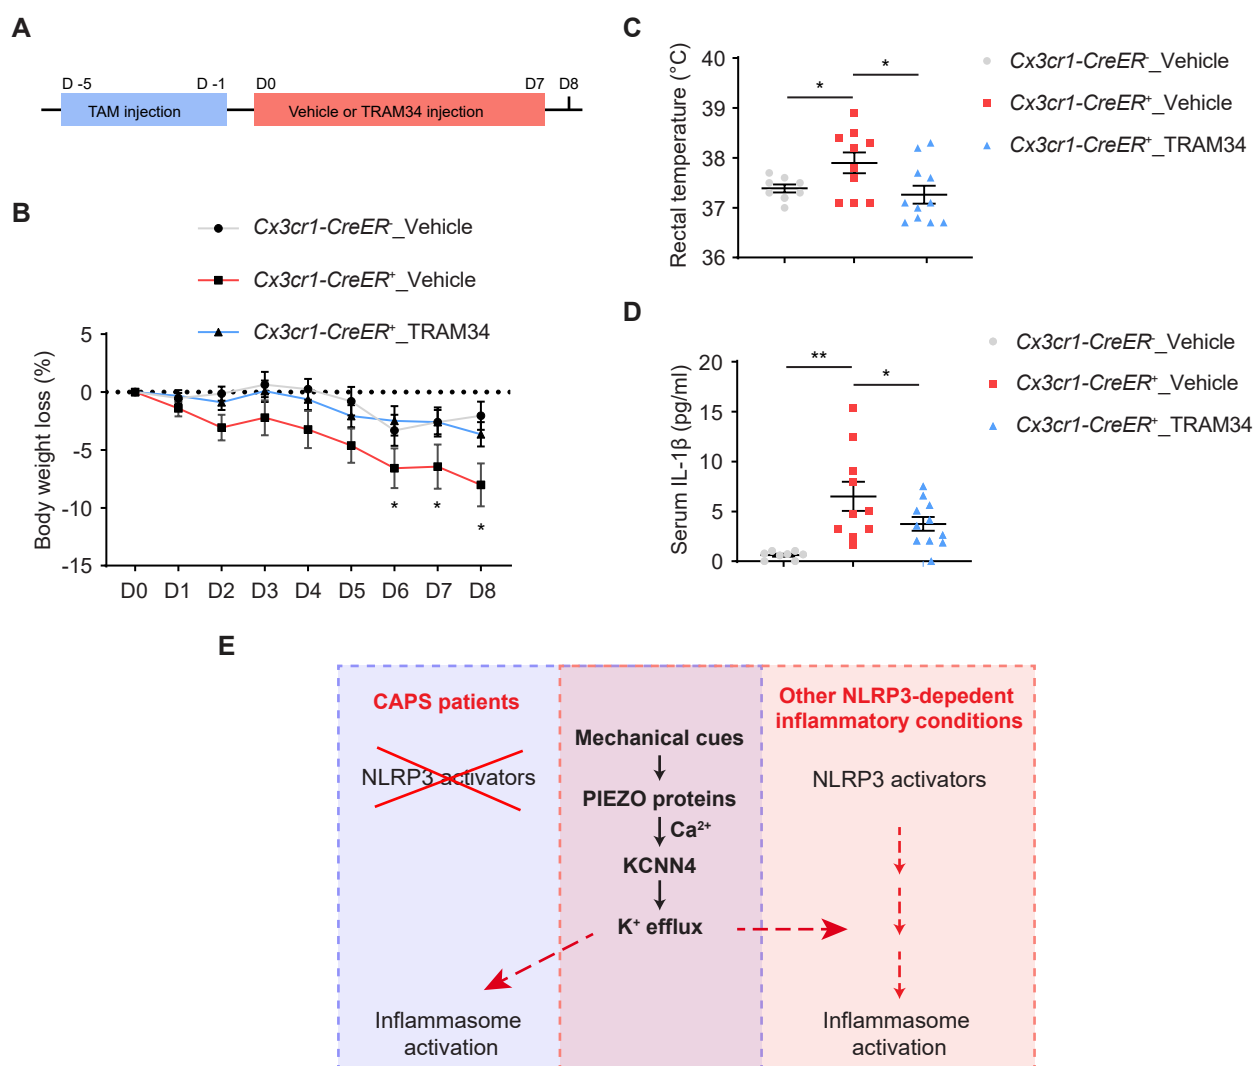 A
D -5
D -1
D0
D7
D8
TAM injection
Vehicle or TRAM34 injection
B
Cx3cr1-CreER-_Vehicle
Cx3cr1-CreER+_Vehicle
Cx3cr1-CreER+_TRAM34
Body weight loss (%)
5
0
-5
-10
-15
D0 D1 D2 D3 D4 D5 D6 D7 D8
*
*
*
C
Rectal temperature (°C)
40
39
38
37
36
*
*
Cx3cr1-CreER-_Vehicle
Cx3cr1-CreER+_Vehicle
Cx3cr1-CreER+_TRAM34
D
Serum IL-1β (pg/ml)
20
15
10
5
0
**
*
Cx3cr1-CreER-_Vehicle
Cx3cr1-CreER+_Vehicle
Cx3cr1-CreER+_TRAM34
E
CAPS patients
NLRP3 activators
Inflammasome
activation
Mechanical cues
PIEZO proteins
Ca2+
KCNN4
K+ efflux
Other NLRP3-depedent
inflammatory conditions
NLRP3 activators
Inflammasome
activation